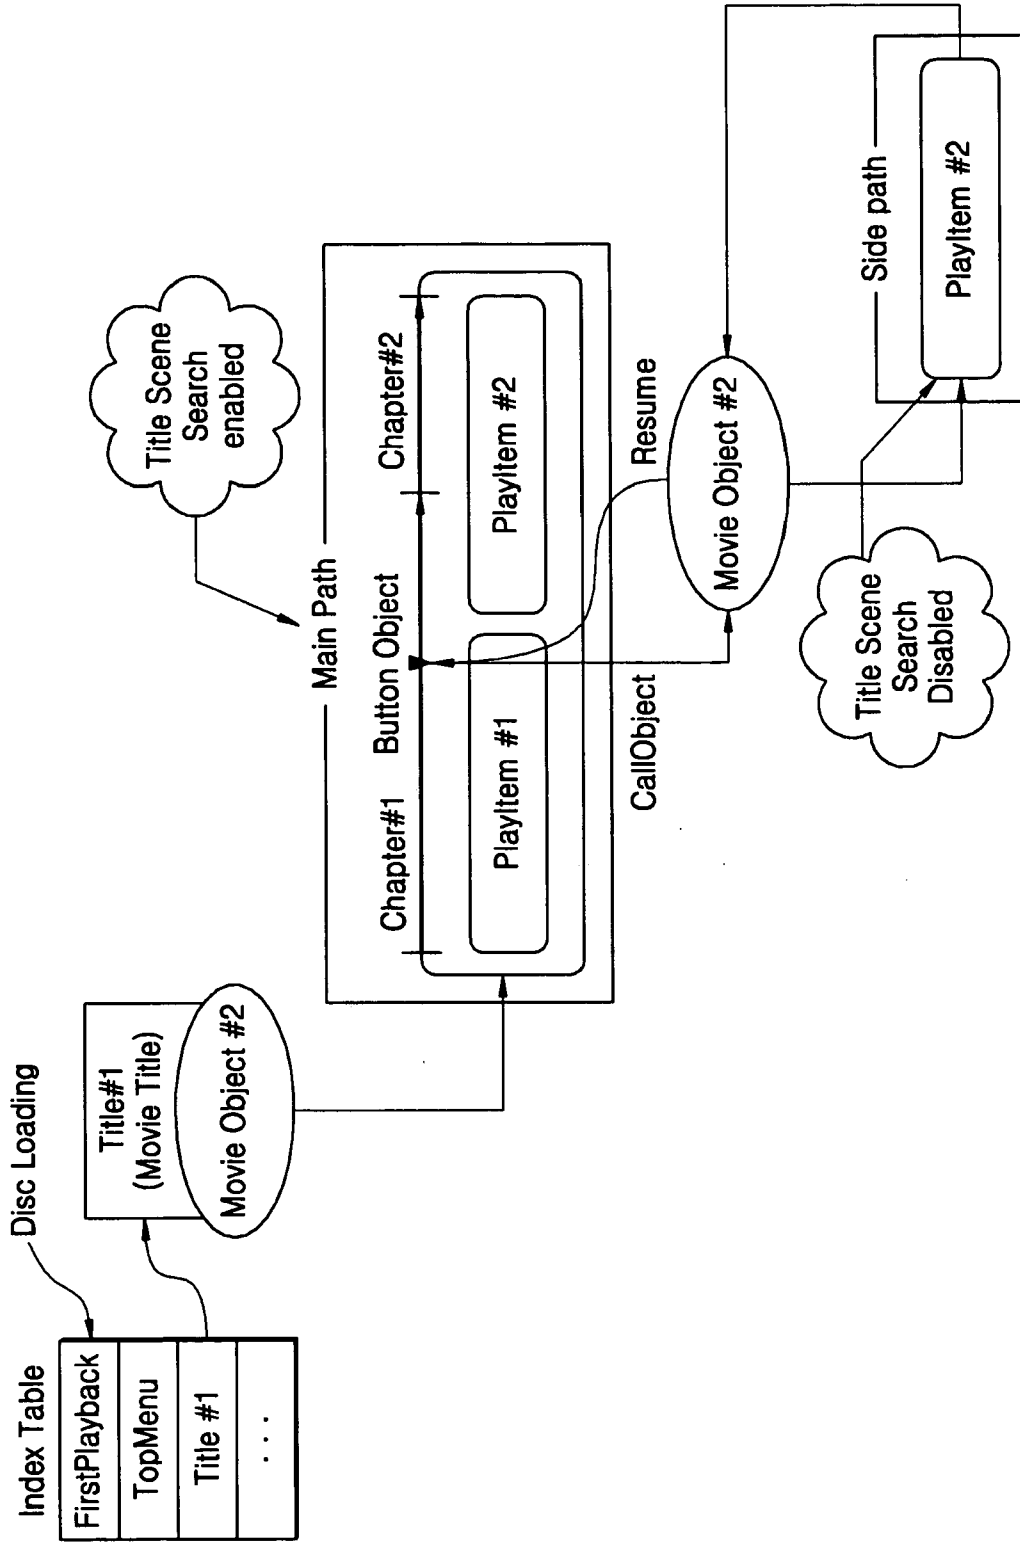 Index Table
FirstPlayback
TopMenu
Title #1
. . .
Disc Loading
Title#1
(Movie Title)
Movie Object #2
Title Scene
Search
enabled
Main Path
Chapter#1
Button Object
Chapter#2
PlayItem #1
PlayItem #2
CallObject
Resume
Movie Object #2
Title Scene
Search
Disabled
Side path
PlayItem #2